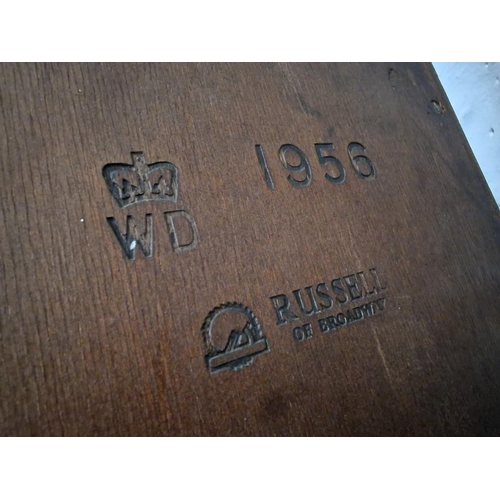 1956
WD
RUSSELL
OF BROADWAY